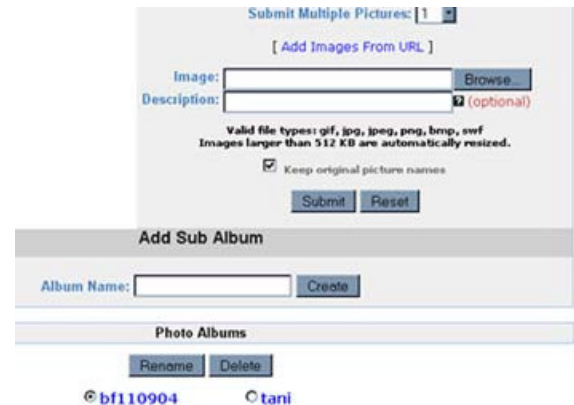 Submit Multiple Pictures: 1
[ Add Images From URL ]
Image: Browse...
Description: ? (optional)
Valid file types: gif, jpg, jpeg, png, bmp, swf
Images larger than 512 KB are automatically resized.
Keep original picture names
Submit Reset
Add Sub Album
Album Name: Create
Photo Albums
Rename Delete
bf110904 tani